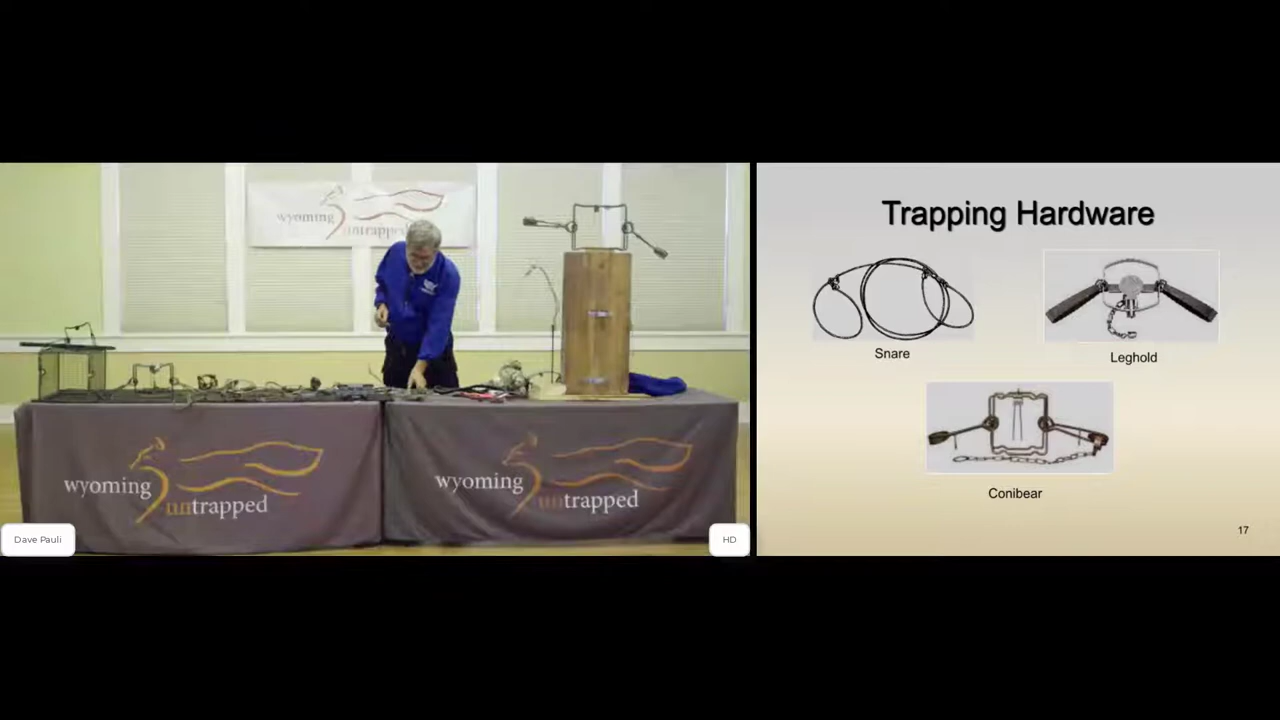 wyoming
untrapped
wyoming
untrapped
wyoming
untrapped
Dave Pauli
HD
Trapping Hardware
Snare
Leghold
Conibear
17